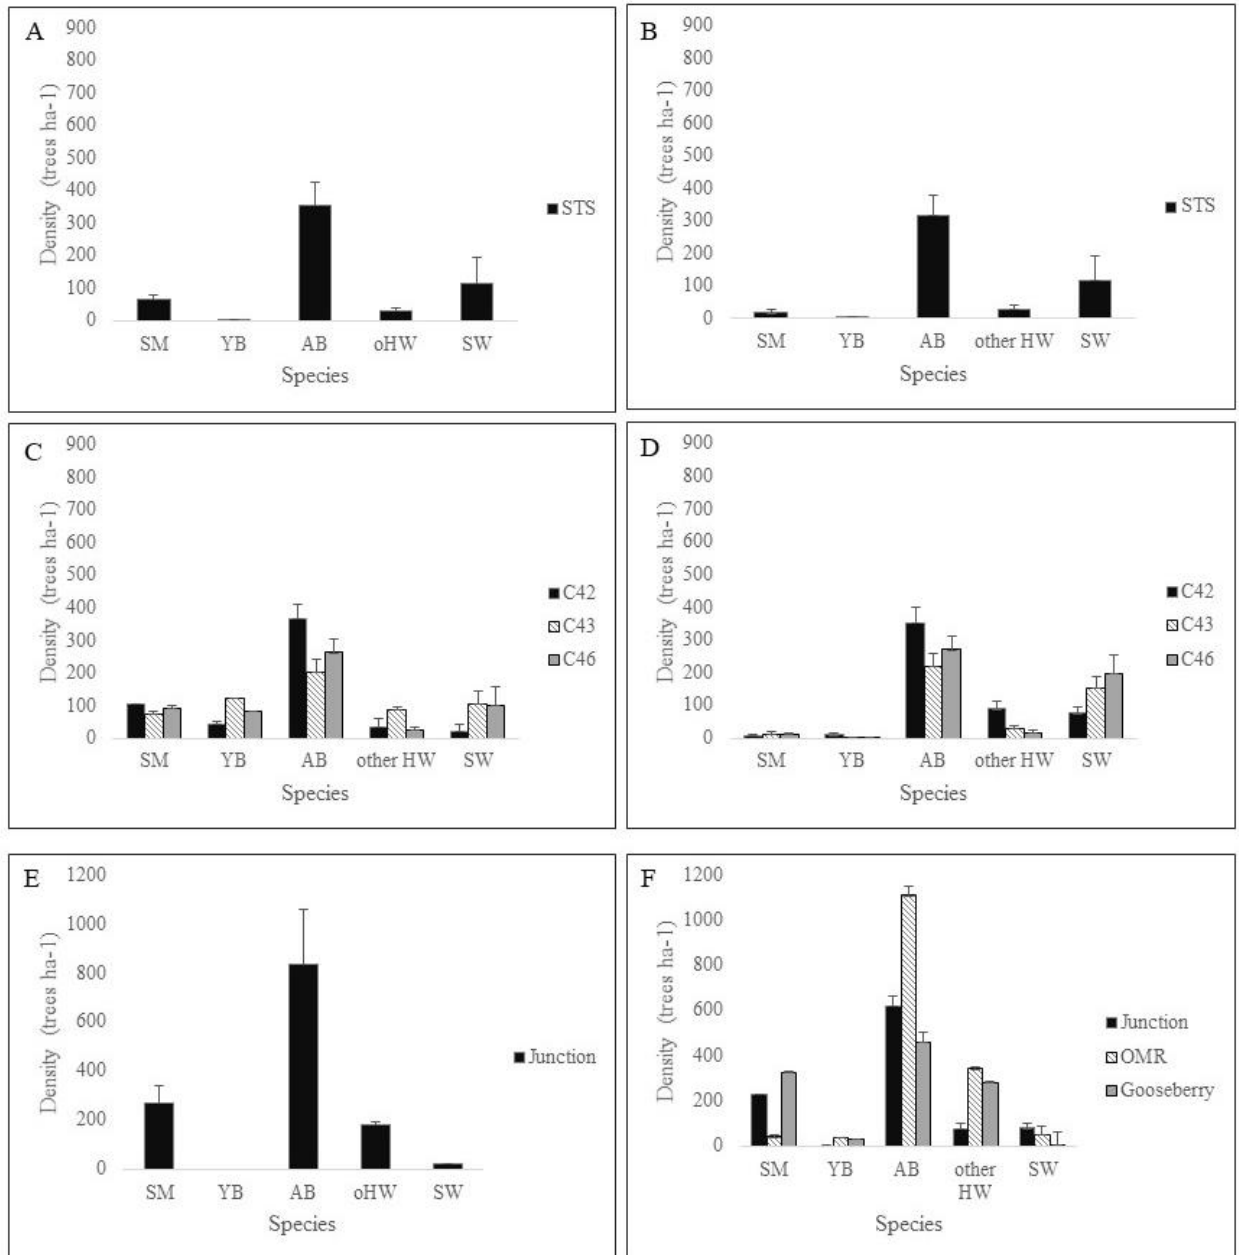 A
900
800
700
600
500
400
300
200
100
0
Density (trees ha-1)
SM YB AB oHW SW
Species
STS
B
900
800
700
600
500
400
300
200
100
0
Density (trees ha-1)
SM YB AB other HW SW
Species
STS
C
900
800
700
600
500
400
300
200
100
0
Density (trees ha-1)
SM YB AB other HW SW
Species
C42
C43
C46
D
900
800
700
600
500
400
300
200
100
0
Density (trees ha-1)
SM YB AB other HW SW
Species
C42
C43
C46
E
1200
1000
800
600
400
200
0
Density (trees ha-1)
SM YB AB oHW SW
Species
Junction
F
1200
1000
800
600
400
200
0
Density (trees ha-1)
SM YB AB other SW
HW
Species
Junction
OMR
Gooseberry